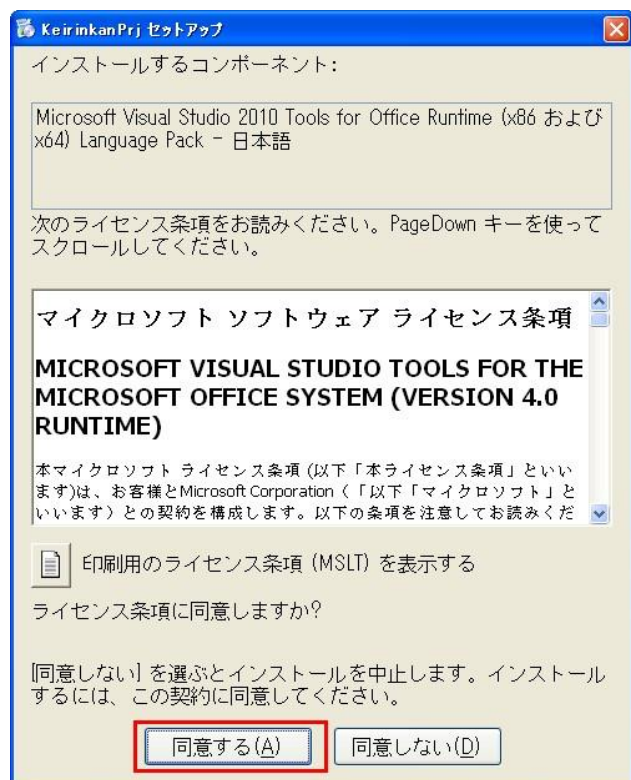 KeirinkanPrj セットアップ
インストールするコンポーネント:
Microsoft Visual Studio 2010 Tools for Office Runtime (x86 および
x64) Language Pack - 日本語
次のライセンス条項をお読みください。PageDown キーを使って
スクロールしてください。
マイクロソフト ソフトウェア ライセンス条項
MICROSOFT VISUAL STUDIO TOOLS FOR THE
MICROSOFT OFFICE SYSTEM (VERSION 4.0
RUNTIME)
本マイクロソフト ライセンス条項 (以下「本ライセンス条項」といい
ます)は、お客様とMicrosoft Corporation (「以下「マイクロソフト」と
いいます) との契約を構成します。以下の条項を注意してお読みくだ
印刷用のライセンス条項 (MSLT) を表示する
ライセンス条項に同意しますか?
[同意しない] を選ぶとインストールを中止します。インストール
するには、この契約に同意してください。
同意する(A) 同意しない(D)